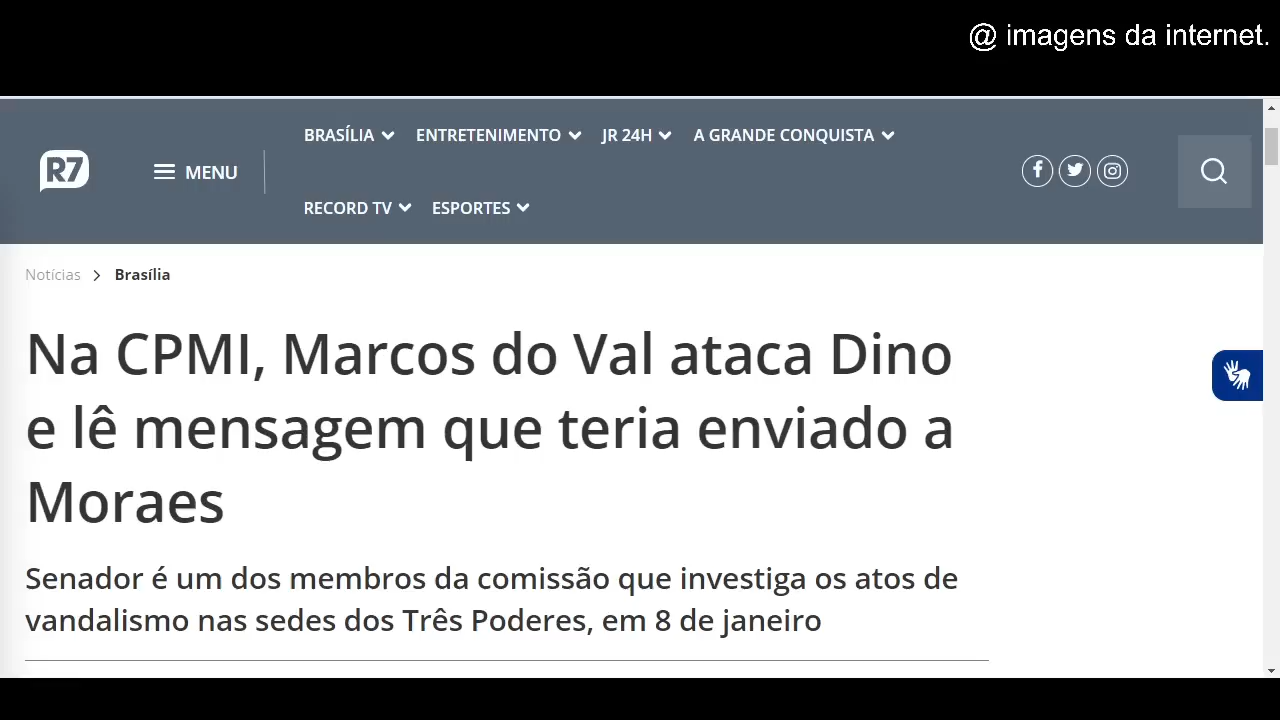 @ imagens da internet.
R7
MENU
BRASÍLIA
ENTRETENIMENTO
JR 24H
A GRANDE CONQUISTA
RECORD TV
ESPORTES
Notícias > Brasília
Na CPMI, Marcos do Val ataca Dino
e lê mensagem que teria enviado a
Moraes
Senador é um dos membros da comissão que investiga os atos de
vandalismo nas sedes dos Três Poderes, em 8 de janeiro